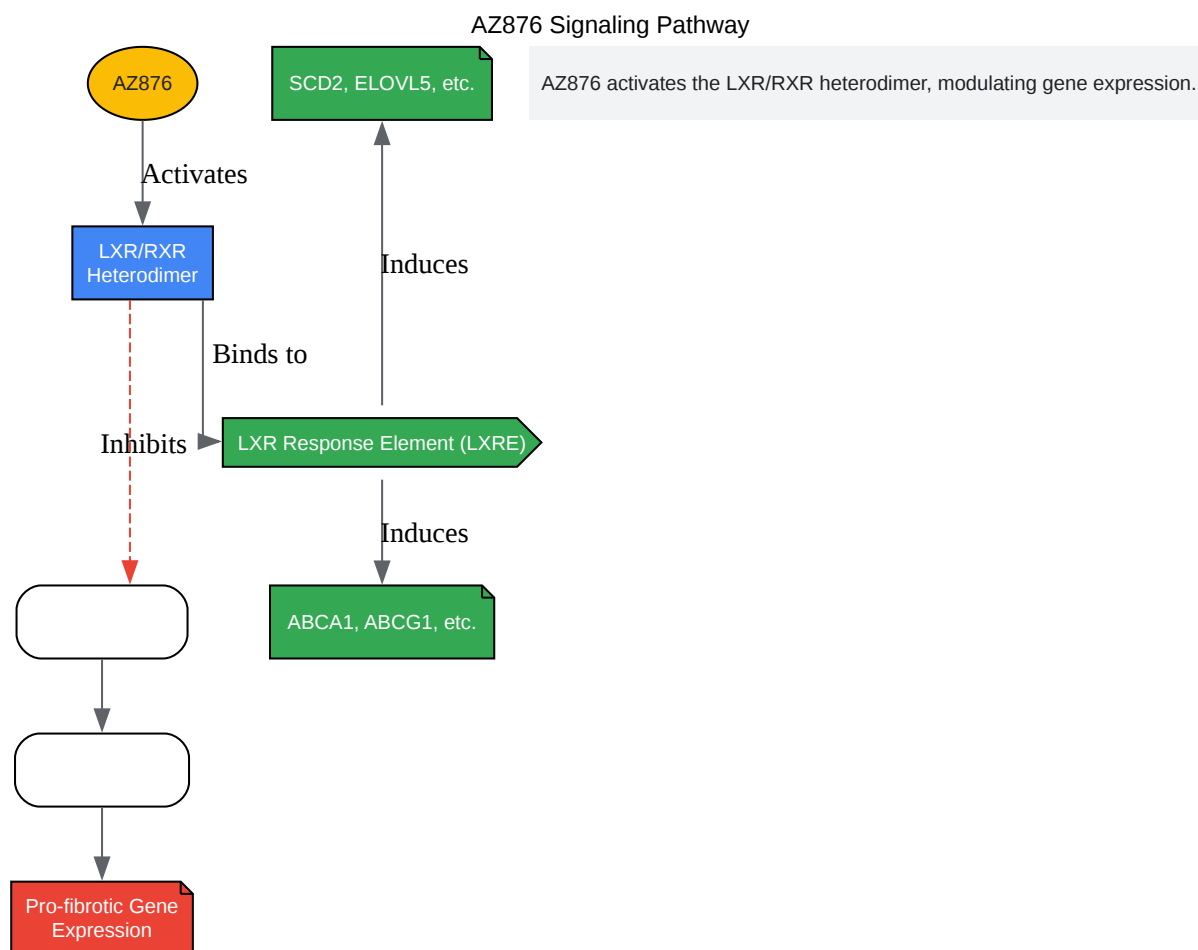 AZ876 Signaling Pathway
AZ876
SCD2, ELOVL5, etc.
AZ876 activates the LXR/RXR heterodimer, modulating gene expression.
Activates
LXR/RXR
Heterodimer
Induces
Binds to
Inhibits
LXR Response Element (LXRE)
Induces
ABCA1, ABCG1, etc.
Pro-fibrotic Gene
Expression